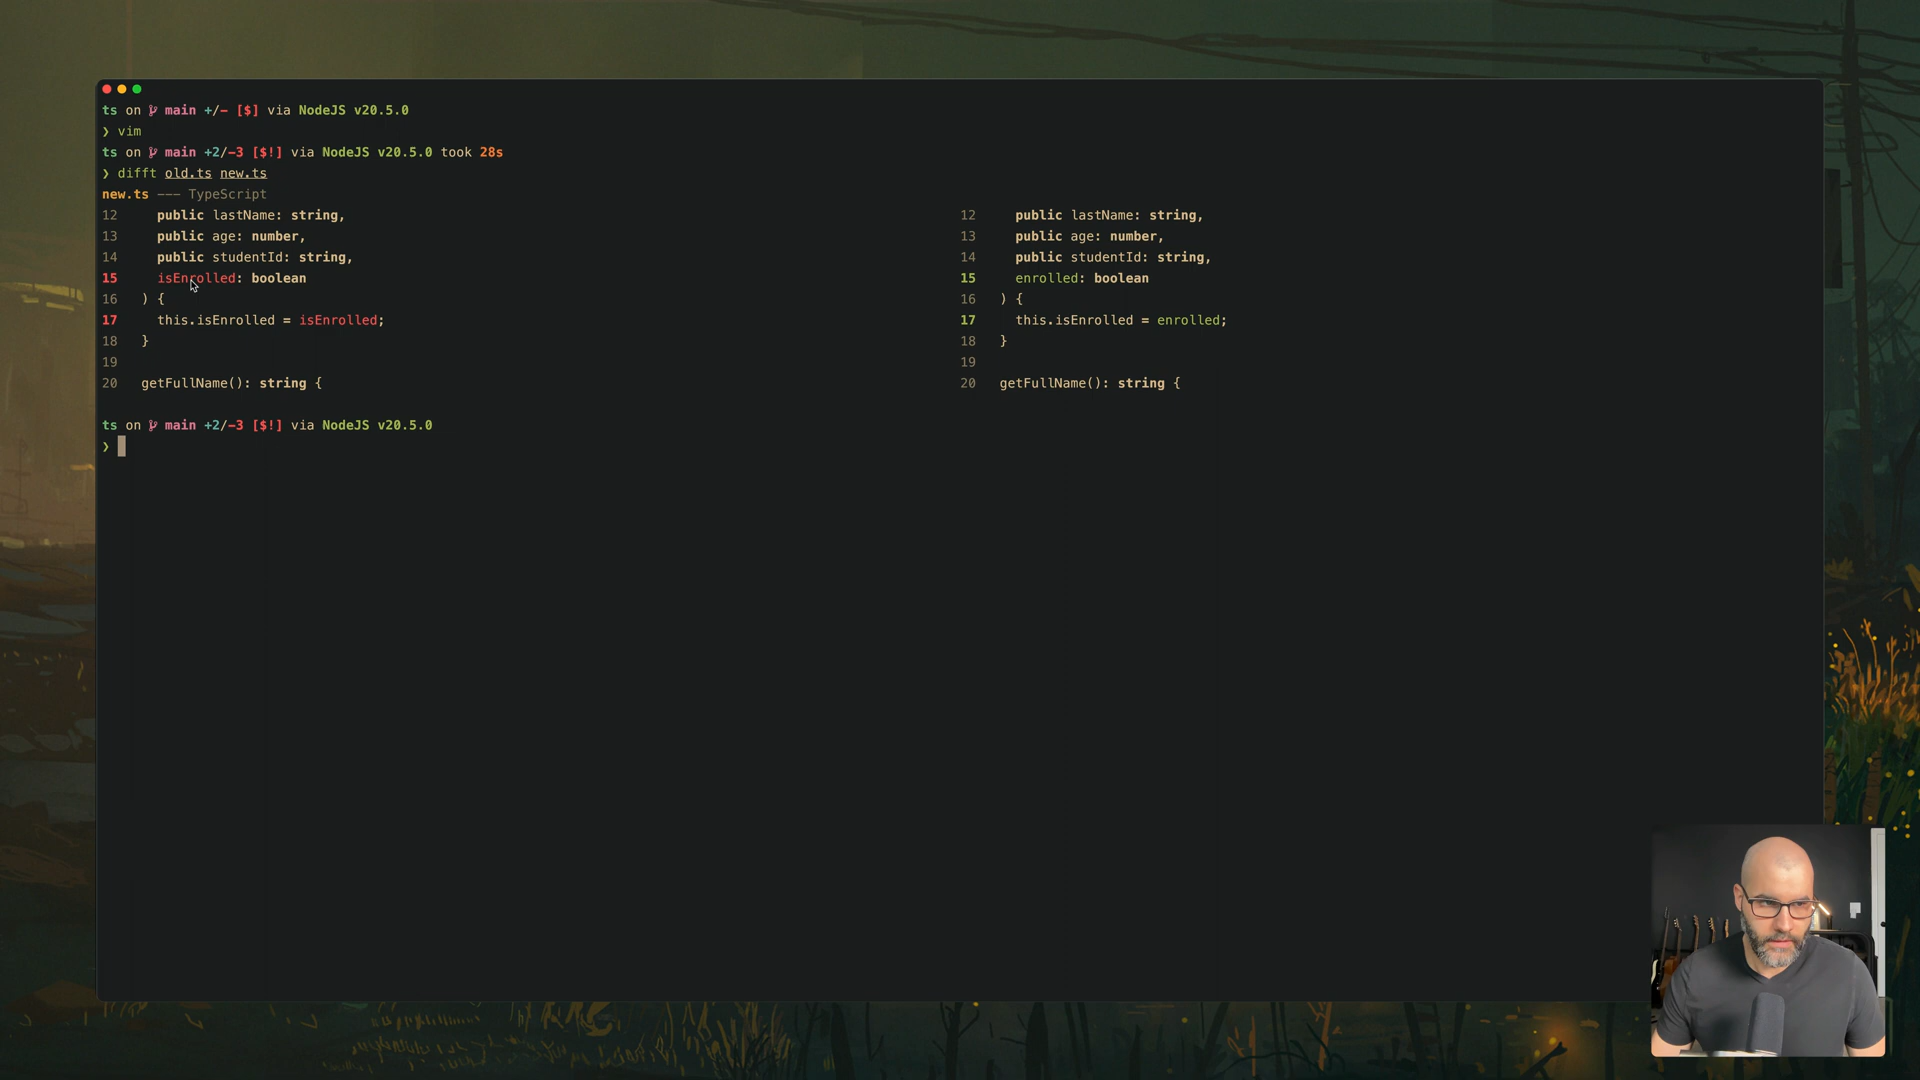 ts on main +/- [$] via NodeJS v20.5.0
❯ vim
ts on main +2/-3 [$!] via NodeJS v20.5.0 took 28s
❯ difft old.ts new.ts
new.ts --- TypeScript
12 public lastName: string, 12 public lastName: string,
13 public age: number, 13 public age: number,
14 public studentId: string, 14 public studentId: string,
15 isEnrolled: boolean 15 enrolled: boolean
16 ) { 16 ) {
17 this.isEnrolled = isEnrolled; 17 this.isEnrolled = enrolled;
18 } 18 }
19 19
20 getFullName(): string { 20 getFullName(): string {
ts on main +2/-3 [$!] via NodeJS v20.5.0
❯